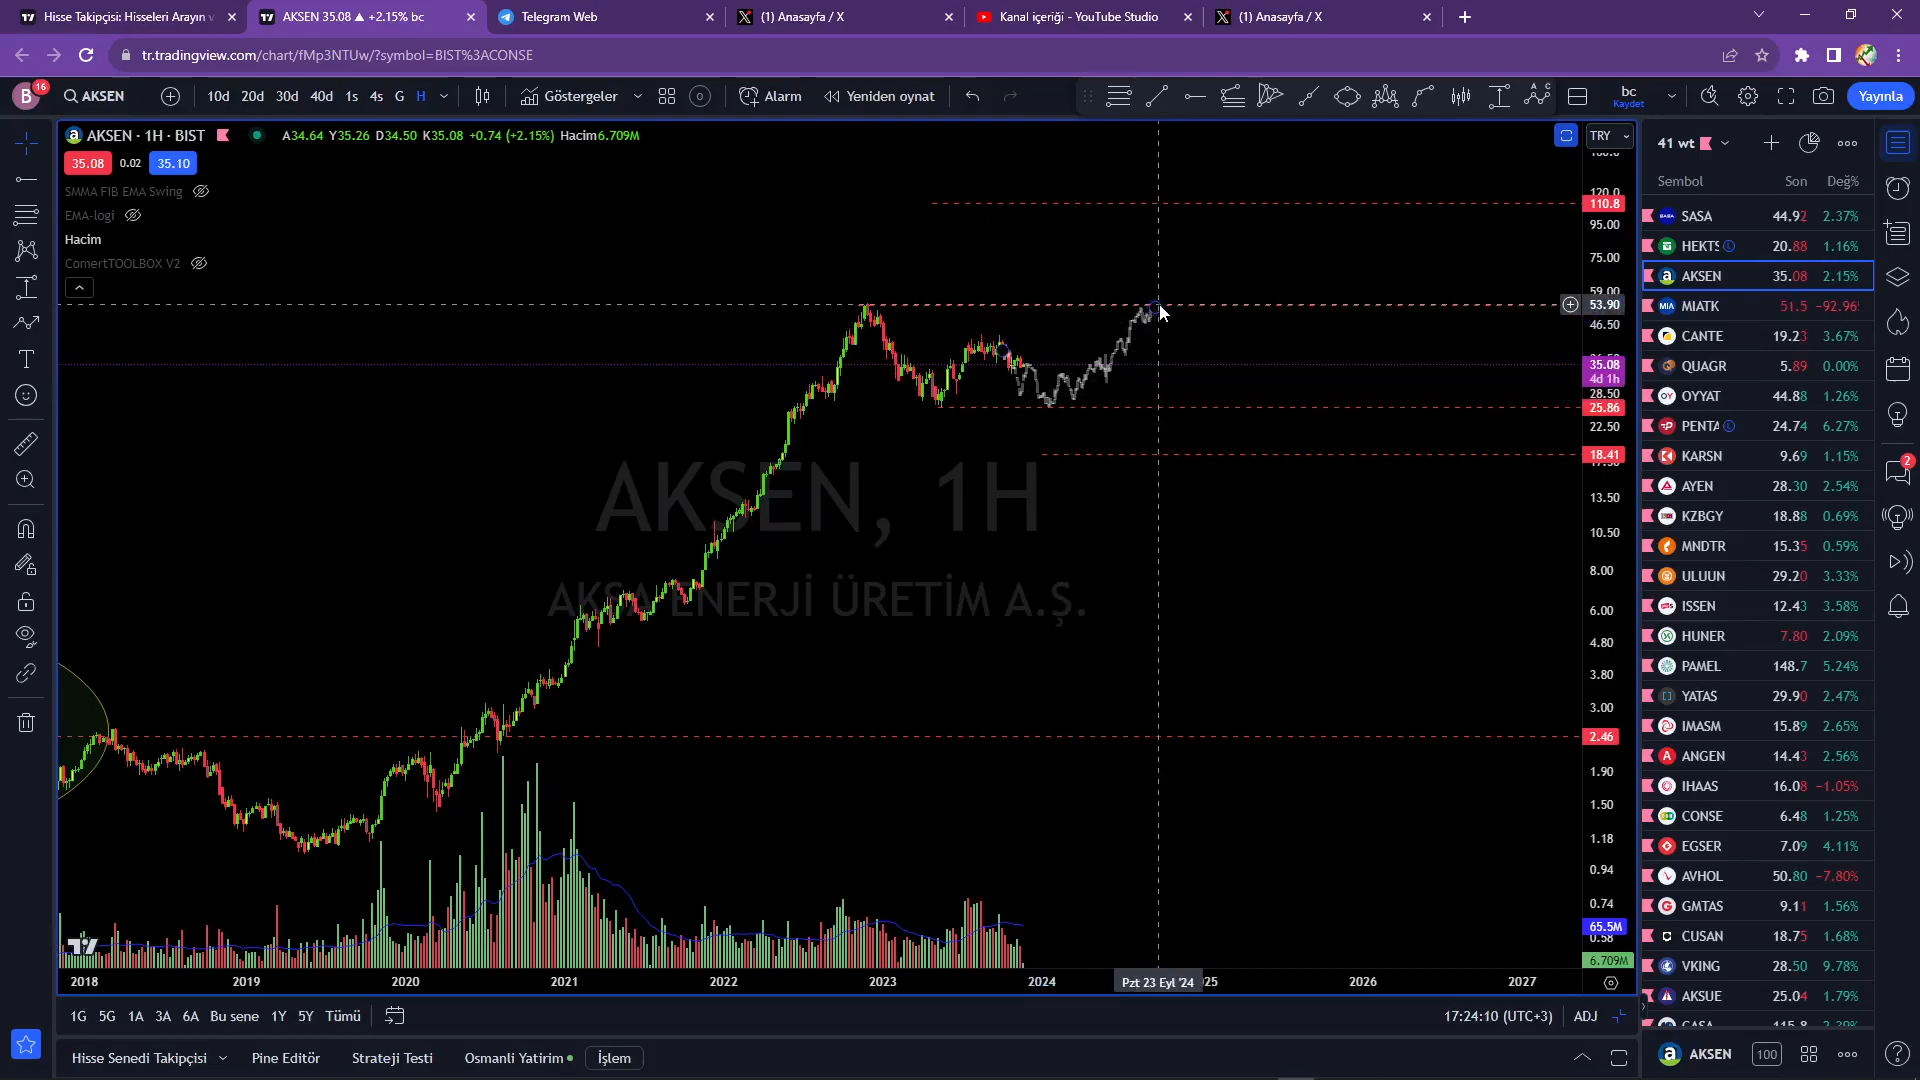 Hisse Takipçisi: Hisseleri Arayın v
AKSEN 35.08 ▲ +2.15% bc
Telegram Web
(1) Anasayfa / X
Kanal içeriği - YouTube Studio
(1) Anasayfa / X
tr.tradingview.com/chart/fMp3NTUw/?symbol=BIST%3ACONSE
B
16
AKSEN
10d 20d 30d 40d 1s 4s G H
Göstergeler
Alarm
Yeniden oynat
bc
Kaydet
Yayınla
AKSEN · 1H · BIST
A34.64 Y35.26 D34.50 K35.08 +0.74 (+2.15%) Hacim6.709M
TRY
35.08 0.02 35.10
SMMA FIB EMA Swing
EMA-logi
Hacim
ComertTOOLBOX V2
AKSEN, 1H
AKSA ENERJİ ÜRETİM A.Ş.
120.0
110.8
95.00
75.00
59.00
53.90
46.50
35.08
4d 1h
28.50
25.86
22.50
18.41
13.50
10.50
8.00
6.00
4.80
3.80
3.00
2.46
1.90
1.50
1.18
0.94
0.74
65.5M
0.58
6.709M
2018 2019 2020 2021 2022 2023 2024 Pzt 23 Eyl '24 25 2026 2027
1G 5G 1A 3A 6A Bu sene 1Y 5Y Tümü
17:24:10 (UTC+3) ADJ
Hisse Senedi Takipçisi
Pine Editör
Strateji Testi
Osmanli Yatirim
İşlem
41 wt
Sembol Son Değ%
SASA 44.92 2.37%
HEKTS 20.88 1.16%
AKSEN 35.08 2.15%
MIATK 51.5 -92.96%
CANTE 19.23 3.67%
QUAGR 5.89 0.00%
OYYAT 44.88 1.26%
PENTA 24.74 6.27%
KARSN 9.69 1.15%
AYEN 28.30 2.54%
KZBGY 18.88 0.69%
MNDTR 15.35 0.59%
ULUUN 29.20 3.33%
ISSEN 12.43 3.58%
HUNER 7.80 2.09%
PAMEL 148.7 5.24%
YATAS 29.90 2.47%
IMASM 15.89 2.65%
ANGEN 14.43 2.56%
IHAAS 16.08 -1.05%
CONSE 6.48 1.25%
EGSER 7.09 4.11%
AVHOL 50.80 -7.80%
GMTAS 9.11 1.56%
CUSAN 18.75 1.68%
VKING 28.50 9.78%
AKSUE 25.04 1.79%
AKSEN 100
2